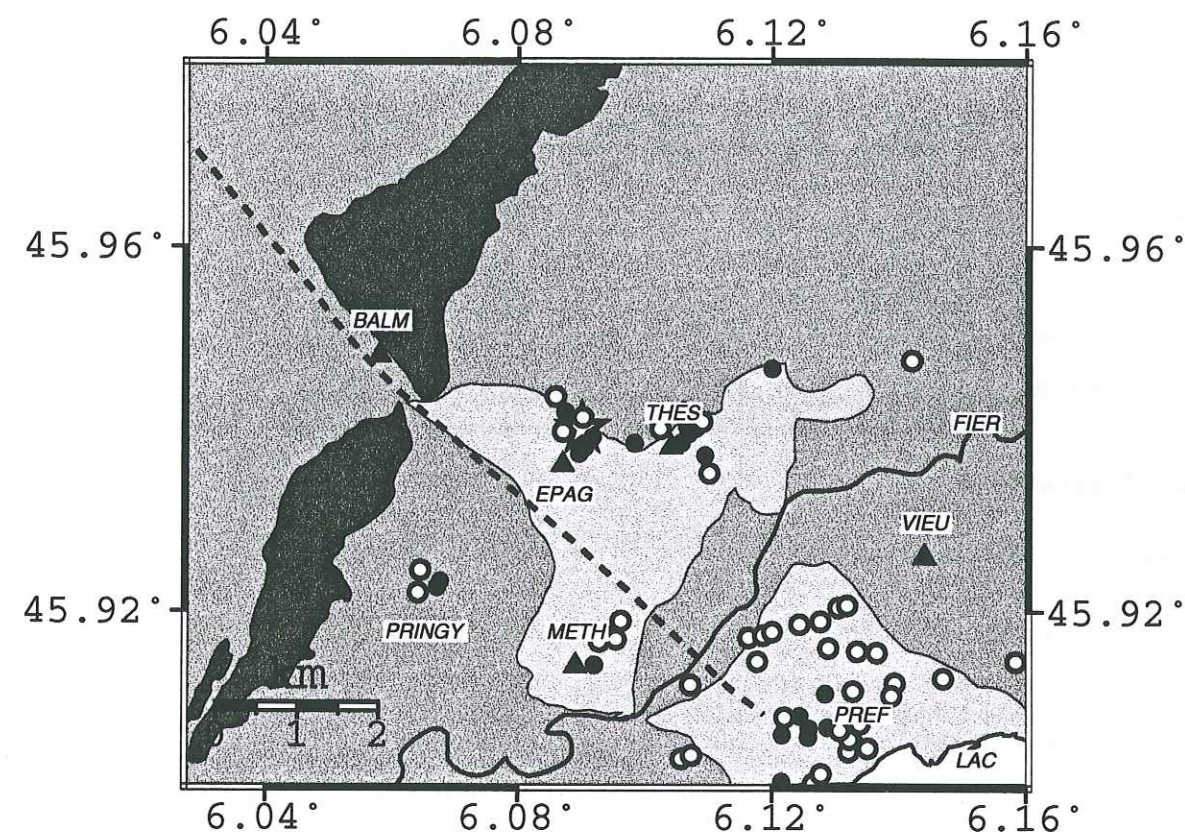 6.04° 6.08° 6.12° 6.16°
45.96° 45.96°
BALM
THES
FIER
EPAG
VIEU
45.92° 45.92°
PRINGY
METH
km
PREF
0 1 2
LAC
6.04° 6.08° 6.12° 6.16°